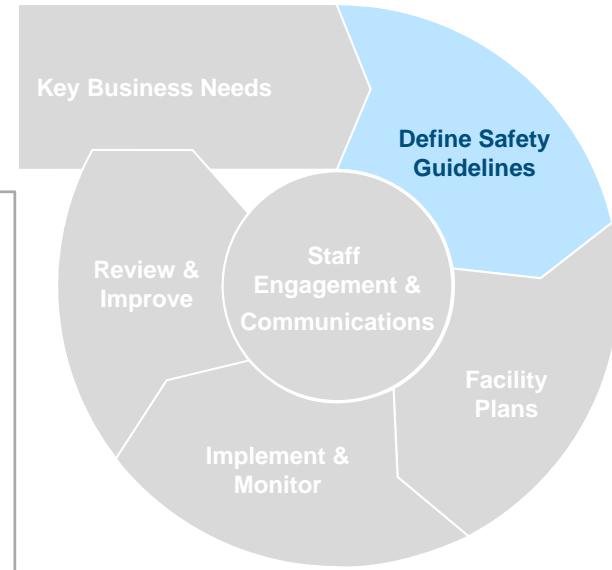 Key Business Needs
Define Safety
Guidelines
Staff
Engagement &
Communications
Review &
Improve
Facility
Plans
Implement &
Monitor